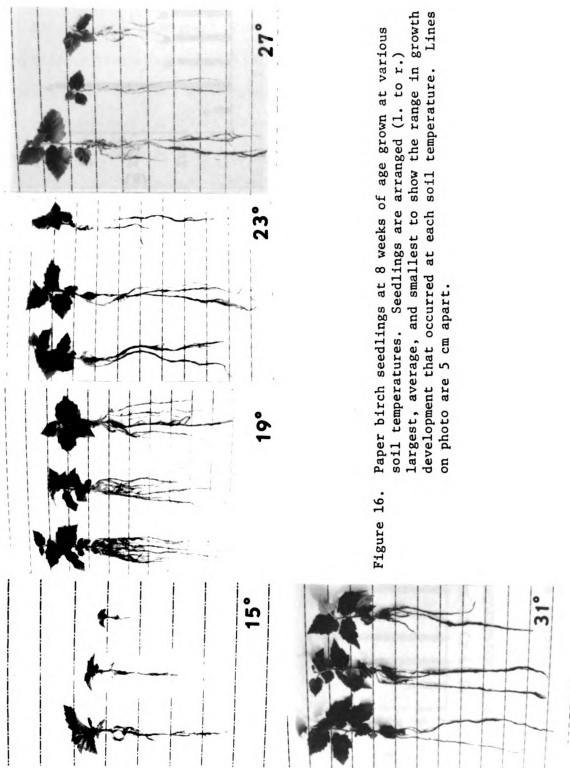 15°
19°
23°
27°
31°
Figure 16. Paper birch seedlings at 8 weeks of age grown at various
soil temperatures. Seedlings are arranged (l. to r.)
largest, average, and smallest to show the range in growth
development that occurred at each soil temperature. Lines
on photo are 5 cm apart.